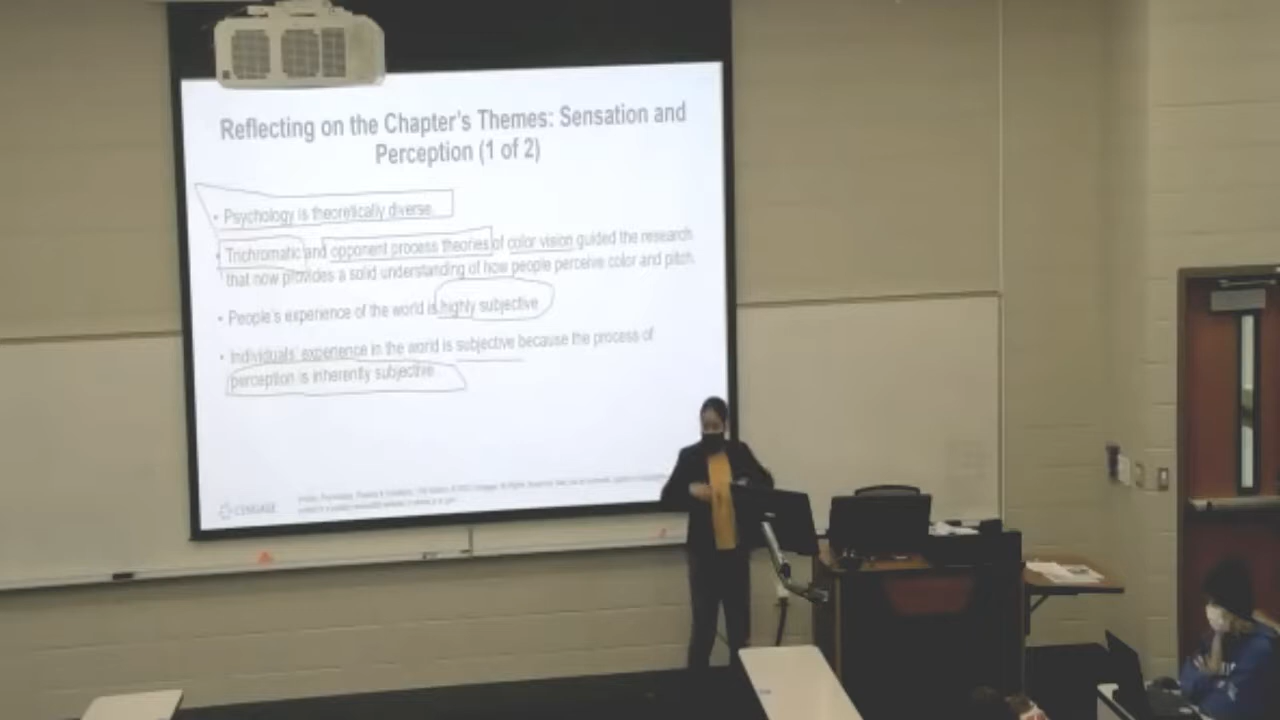 Reflecting on the Chapter's Themes: Sensation and
Perception (1 of 2)
• Psychology is theoretically diverse.
• Trichromatic and opponent process theories of color vision guided the research
that now provides a solid understanding of how people perceive color and pitch.
• People's experience of the world is highly subjective
• Individuals' experience in the world is subjective because the process of
perception is inherently subjective.
CENGAGE